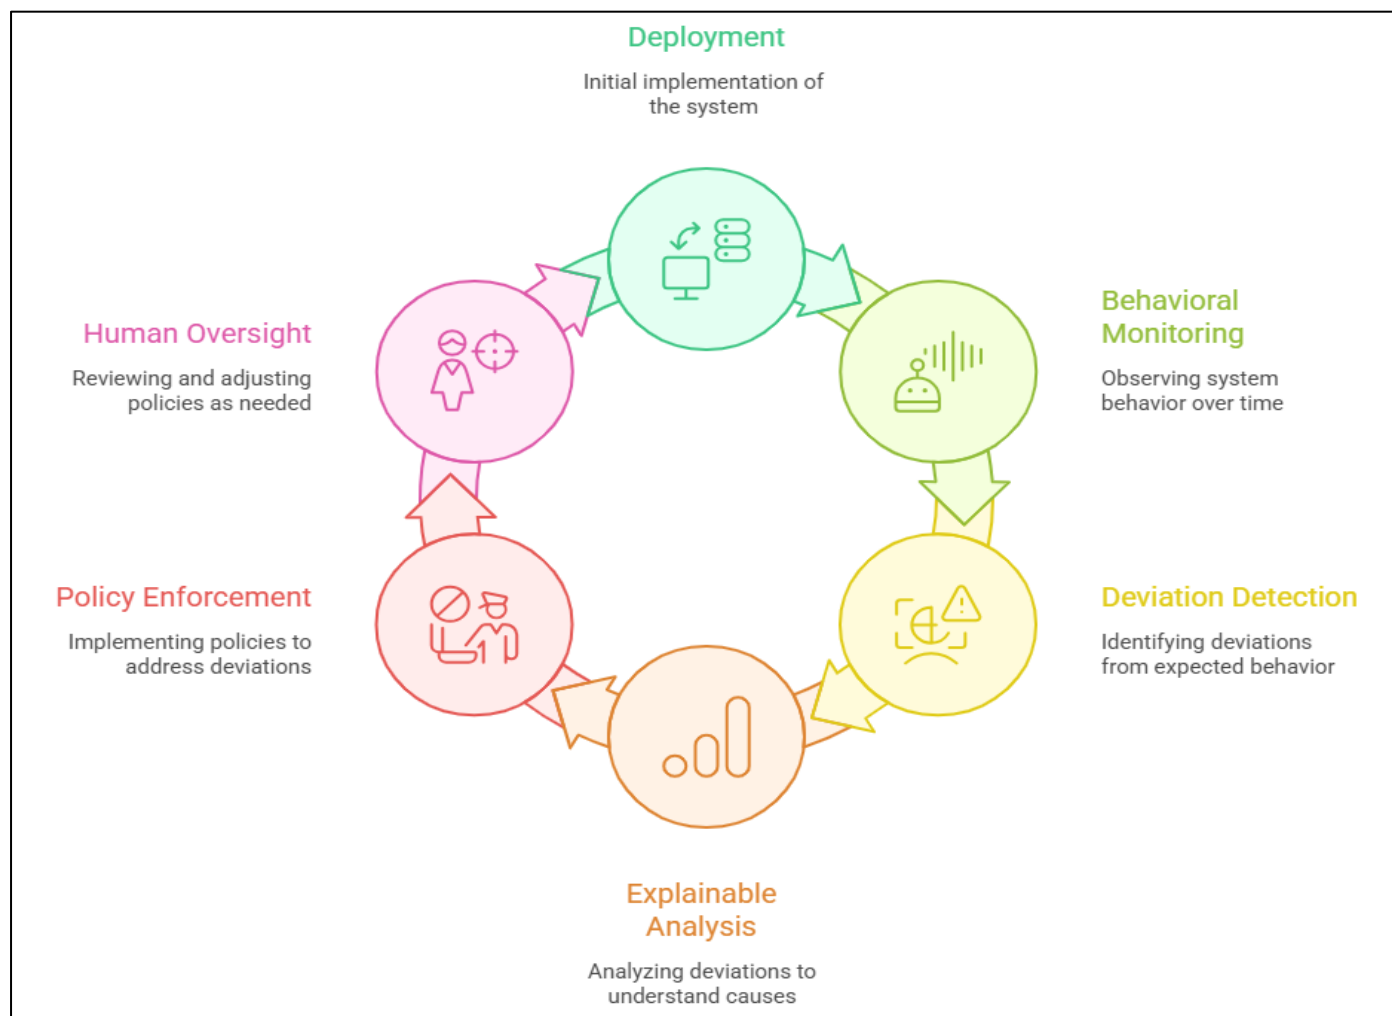 Deployment
Initial implementation of
the system
Behavioral
Monitoring
Observing system
behavior over time
Human Oversight
Reviewing and adjusting
policies as needed
Policy Enforcement
Implementing policies to
address deviations
Deviation Detection
Identifying deviations
from expected behavior
Explainable
Analysis
Analyzing deviations to
understand causes